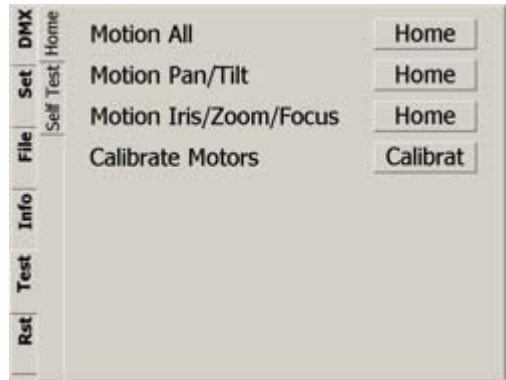 DMX
Set
File
Info
Test
Rst
Home
Self Test
Motion All Home
Motion Pan/Tilt Home
Motion Iris/Zoom/Focus Home
Calibrate Motors Calibrat